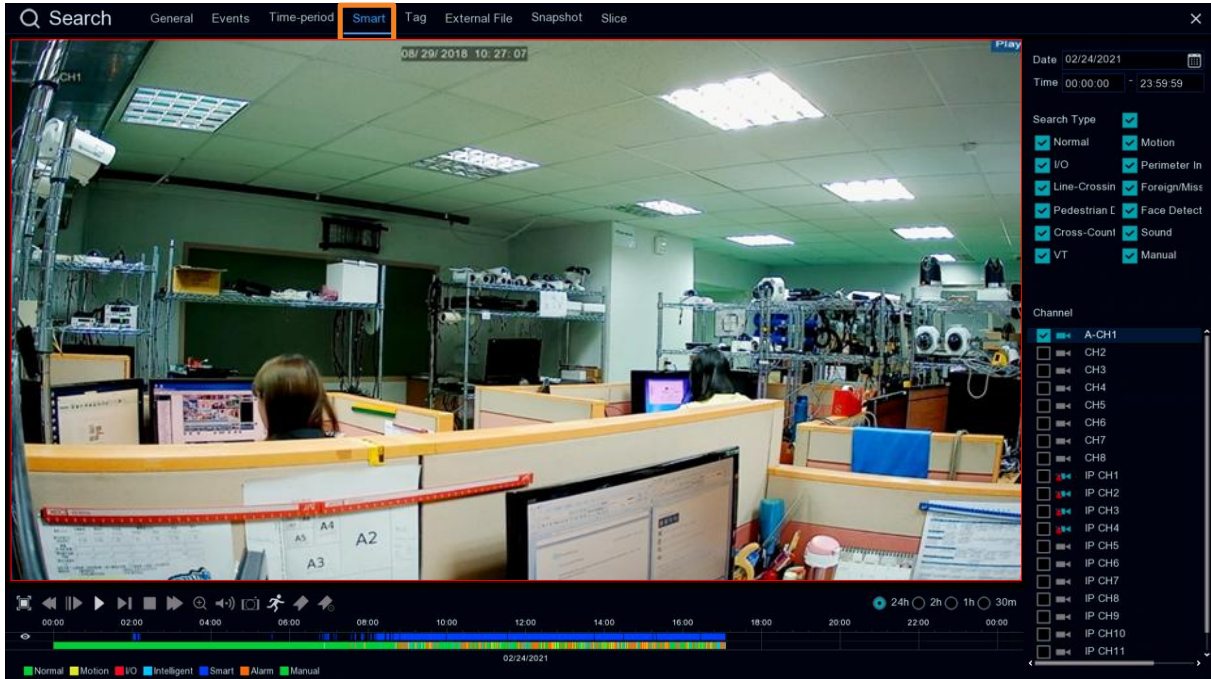 Search General Events Time-period Smart Tag External File Snapshot Slice
08/ 29/ 2018 10: 27: 07
Play
CH1
Date 02/24/2021
Time 00:00:00 - 23:59:59
Search Type
Normal Motion
I/O Perimeter In
Line-Crossin Foreign/Miss
Pedestrian D Face Detect
Cross-Count Sound
VT Manual
Channel
A-CH1
CH2
CH3
CH4
CH5
CH6
CH7
CH8
IP CH1
IP CH2
IP CH3
IP CH4
IP CH5
IP CH6
IP CH7
IP CH8
IP CH9
IP CH10
IP CH11
A5 A4 A2
A3
24h 2h 1h 30m
00:00 02:00 04:00 06:00 08:00 10:00 12:00 14:00 16:00 18:00 20:00 22:00 00:00
02/24/2021
Normal Motion I/O Intelligent Smart Alarm Manual